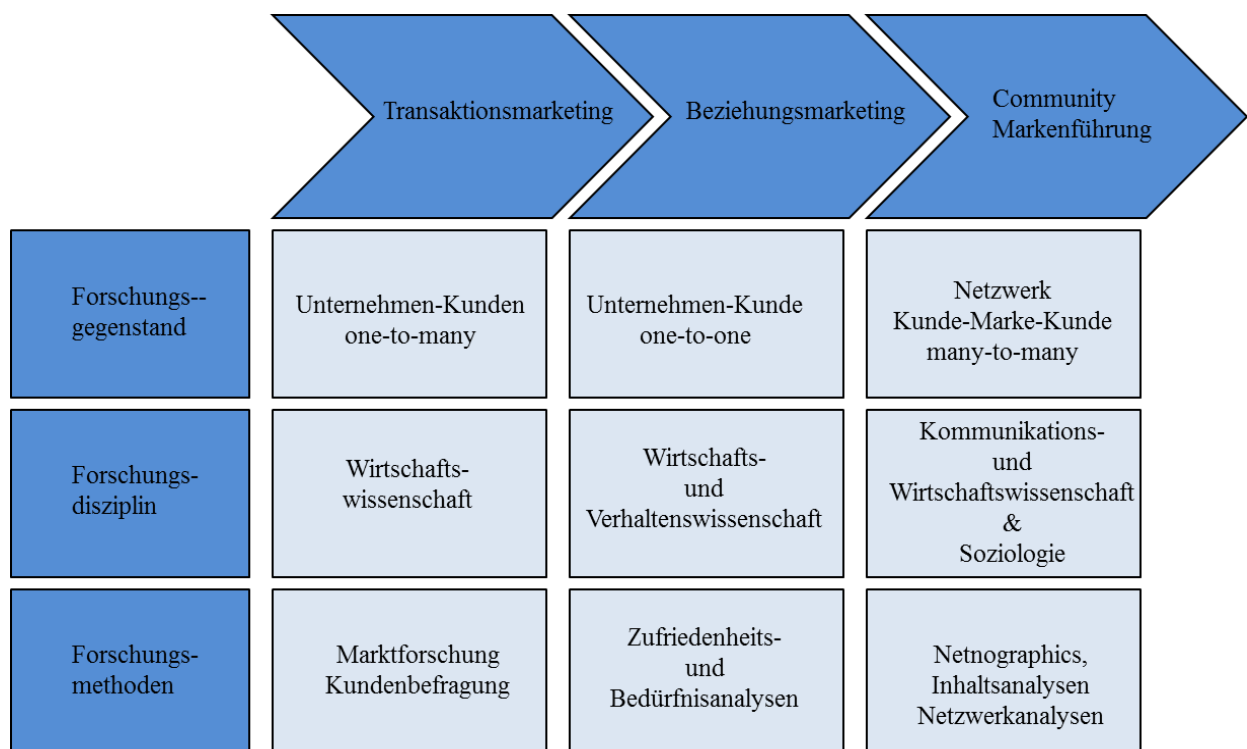 Transaktionsmarketing
Beziehungsmarketing
Community
Markenführung
Forschungs--
gegenstand
Unternehmen-Kunden
one-to-many
Unternehmen-Kunde
one-to-one
Netzwerk
Kunde-Marke-Kunde
many-to-many
Forschungs-
disziplin
Wirtschafts-
wissenschaft
Wirtschafts-
und
Verhaltenswissenschaft
Kommunikations-
und
Wirtschaftswissenschaft
&
Soziologie
Forschungs-
methoden
Marktforschung
Kundenbefragung
Zufriedenheits-
und
Bedürfnisanalysen
Netnographics,
Inhaltsanalysen
Netzwerkanalysen